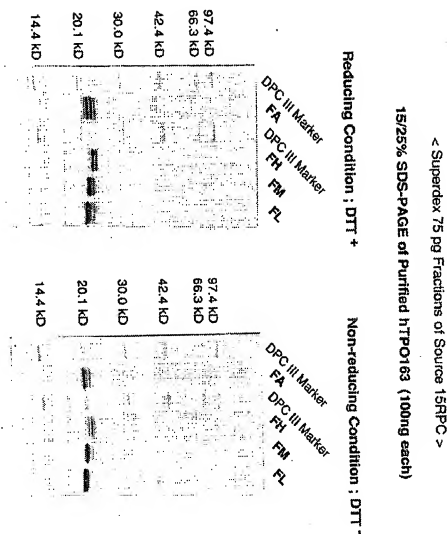 < Superdex 75 pg Fractions of Source 15RPC >
15/25% SDS-PAGE of Purified hTPO163 (100ng each)
Reducing Condition ; DTT +
DPC III Marker
FA
DPC III Marker
FH
FM
FL
97.4 kD
66.3 kD
42.4 kD
30.0 kD
20.1 kD
14.4 kD
Non-reducing Condition ; DTT -
DPC III Marker
FA
DPC III Marker
FH
FM
FL
97.4 kD
66.3 kD
42.4 kD
30.0 kD
20.1 kD
14.4 kD